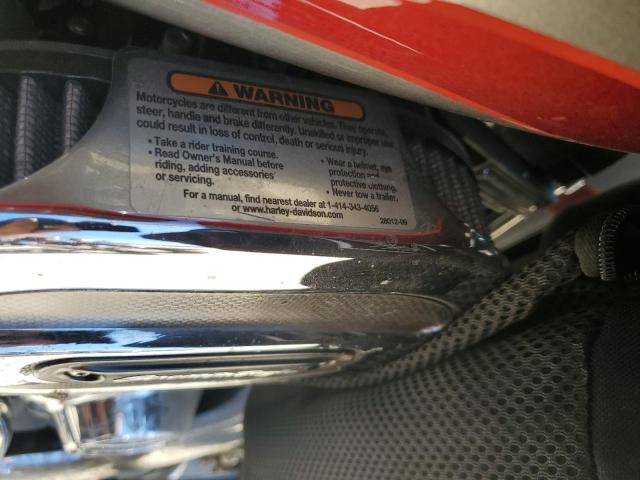 WARNING
Motorcycles are different from other vehicles. They operate,
steer, handle and brake differently. Unskilled or improper use
could result in loss of control, death or serious injury.
• Take a rider training course.
• Read Owner's Manual before
riding, adding accessories
or servicing.
• Wear a helmet, eye
protection and
protective clothing.
• Never tow a trailer.
For a manual, find nearest dealer at 1-414-343-4056
or www.harley-davidson.com
28012-09